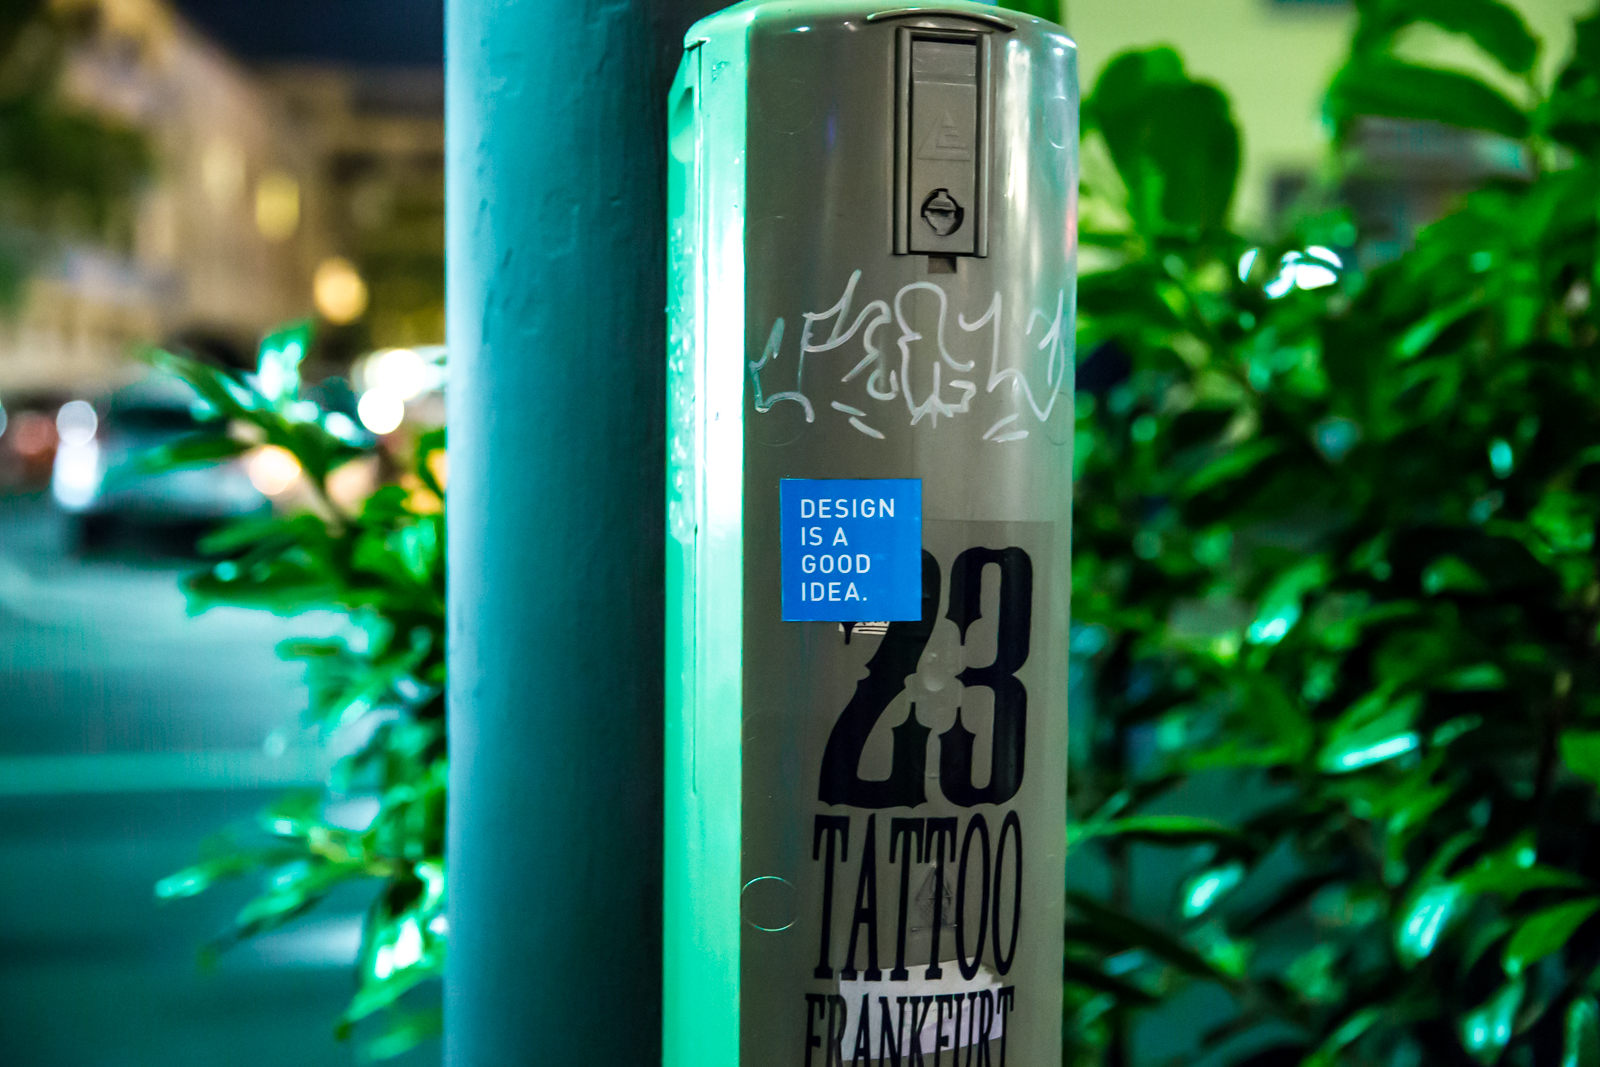 DESIGN
IS A
GOOD
IDEA.
23
TATTOO
FRANKFURT